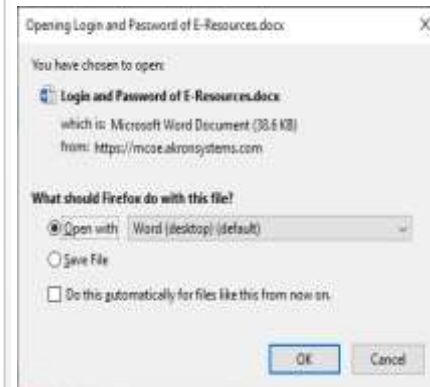 Opening Login and Password of E-Resources.docx
You have chosen to open:
Login and Password of E-Resources.docx
which is: Microsoft Word Document (38.6 KB)
from: https://mcoe.akronsystems.com
What should Firefox do with this file?
Open with Word (desktop) (default)
Save File
Do this automatically for files like this from now on.
OK Cancel